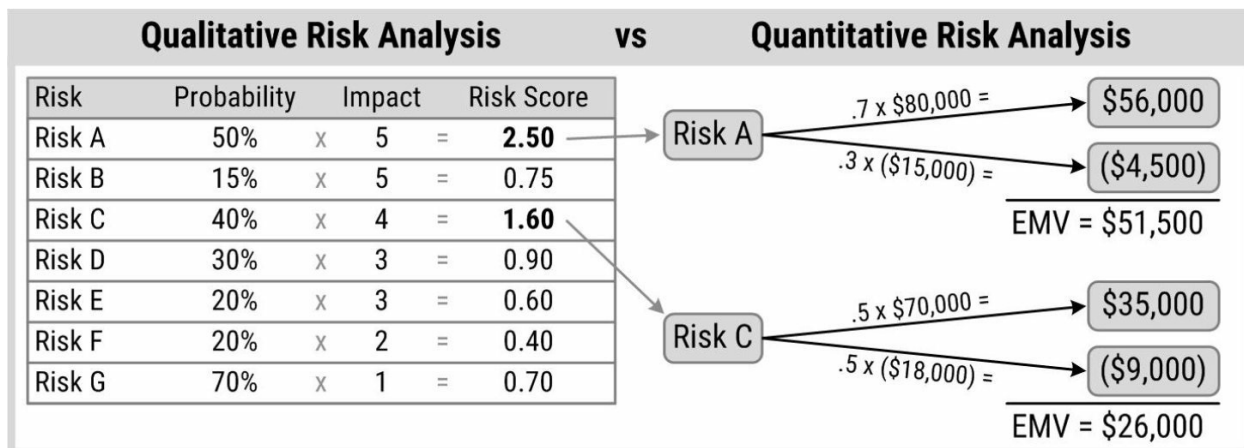 Qualitative Risk Analysis vs Quantitative Risk Analysis
Risk Probability Impact Risk Score
Risk A 50% x 5 = 2.50
Risk B 15% x 5 = 0.75
Risk C 40% x 4 = 1.60
Risk D 30% x 3 = 0.90
Risk E 20% x 3 = 0.60
Risk F 20% x 2 = 0.40
Risk G 70% x 1 = 0.70
Risk A
.7 x $80,000 =
$56,000
.3 x ($15,000) =
($4,500)
EMV = $51,500
Risk C
.5 x $70,000 =
$35,000
.5 x ($18,000) =
($9,000)
EMV = $26,000